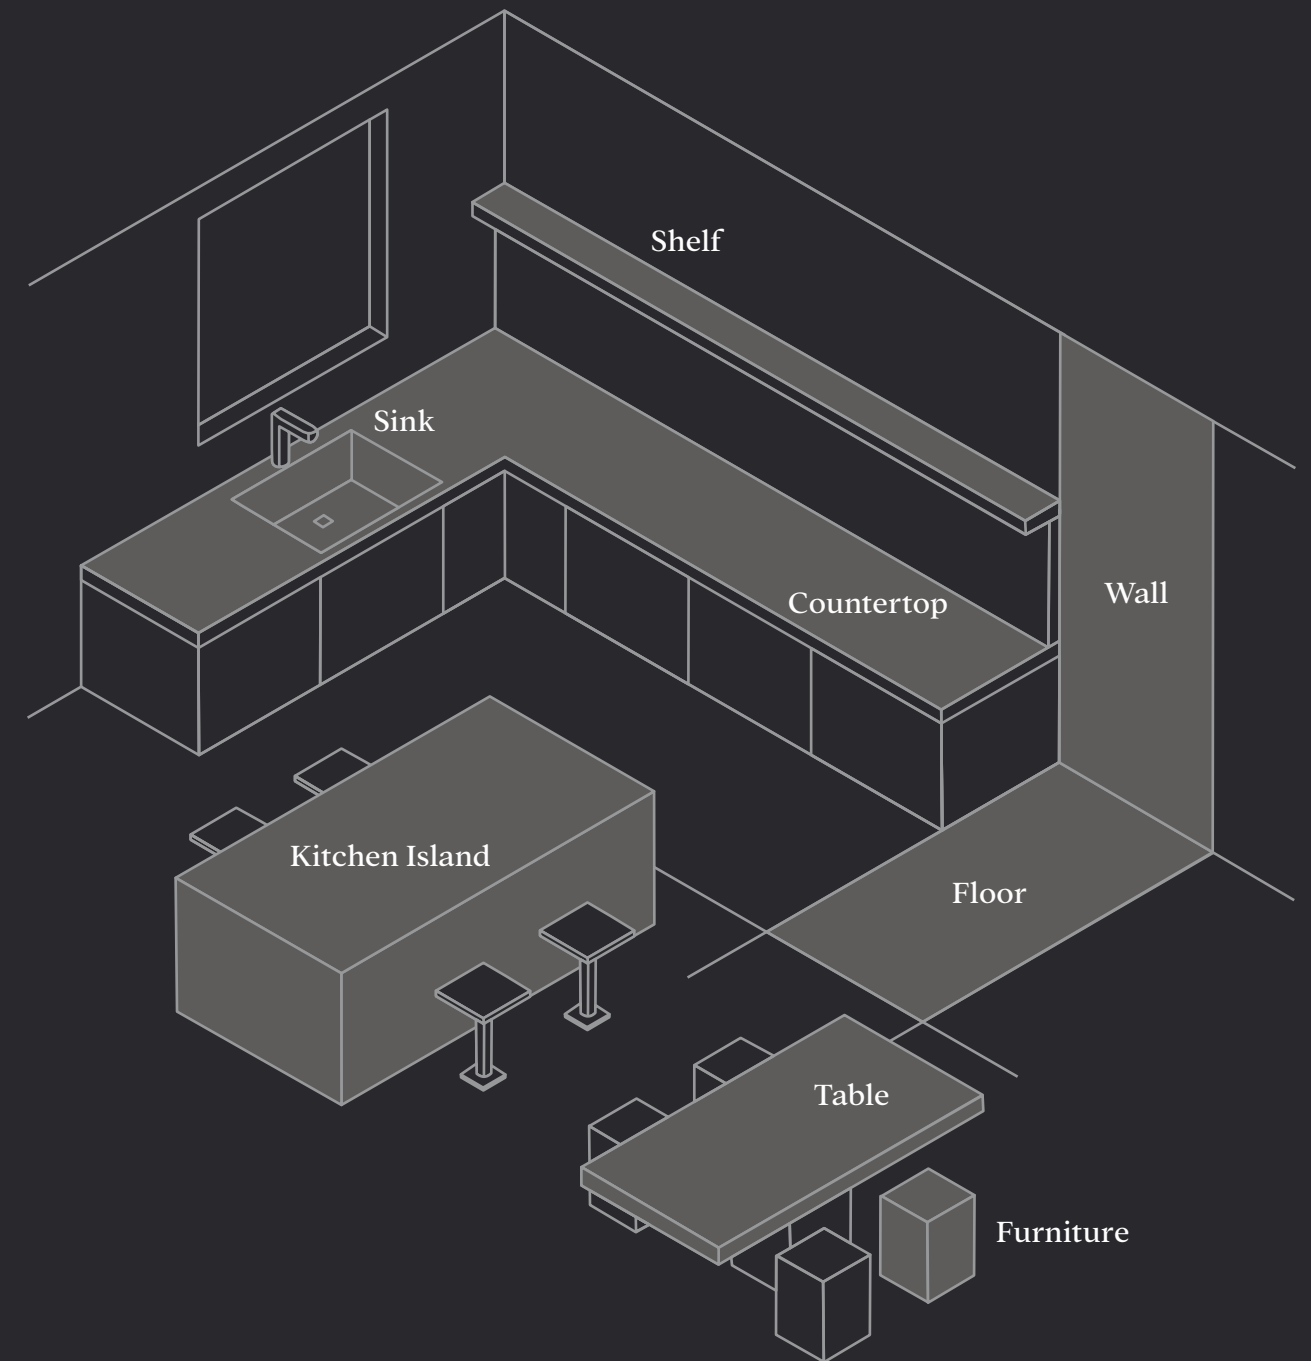 Shelf
Sink
Wall
Countertop
Kitchen Island
Floor
Table
Furniture